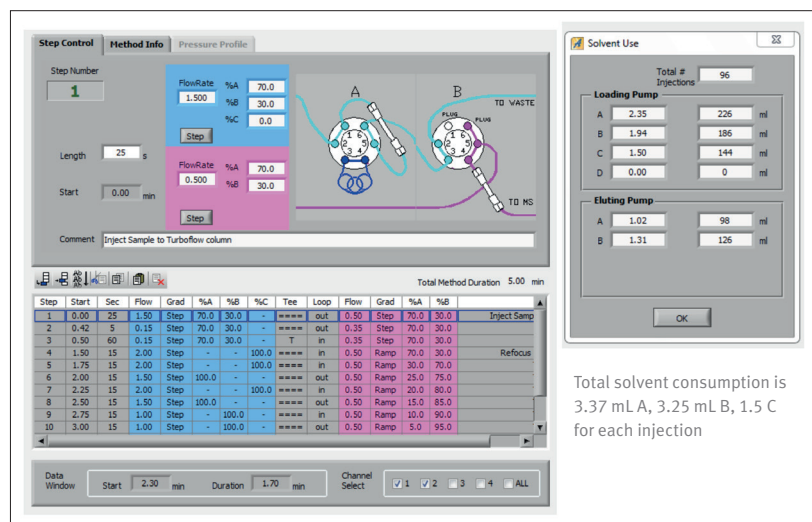 Step Control Method Info Pressure Profile
Step Number
1
FlowRate %A 70.0
1.500 %B 30.0
%C 0.0
Step
Length 25 s
FlowRate %A 70.0
0.500 %B 30.0
Start 0.00 min
Step
A B
TO WASTE
PLUG PLUG
1 6
2 5
3 4
1 6
2 5
3 4
TO MS
Comment Inject Sample to Turboflow column
Total Method Duration 5.00 min
Step Start Sec Flow Grad %A %B %C Tee Loop Flow Grad %A %B
1 0.00 25 1.50 Step 70.0 30.0 - ==== out 0.50 Step 70.0 30.0 Inject Samp
2 0.42 5 0.15 Step 70.0 30.0 - ==== out 0.35 Step 70.0 30.0
3 0.50 60 0.15 Step 70.0 30.0 - T in 0.35 Step 70.0 30.0
4 1.50 15 2.00 Step - - 100.0 ==== in 0.50 Ramp 70.0 30.0 Refocus
5 1.75 15 2.00 Step - - 100.0 ==== in 0.50 Ramp 30.0 70.0
6 2.00 15 1.50 Step 100.0 - - ==== out 0.50 Ramp 25.0 75.0
7 2.25 15 2.00 Step - - 100.0 ==== out 0.50 Ramp 20.0 80.0
8 2.50 15 1.50 Step 100.0 - - ==== out 0.50 Ramp 15.0 85.0
9 2.75 15 1.00 Step - 100.0 - ==== in 0.50 Ramp 10.0 90.0
10 3.00 15 1.00 Step - 100.0 - ==== out 0.50 Ramp 5.0 95.0
Data Window Start 2.30 min Duration 1.70 min Channel Select 1 2 3 4 ALL
Solvent Use
Total # Injections 96
Loading Pump
A 2.35 226 ml
B 1.94 186 ml
C 1.50 144 ml
D 0.00 0 ml
Eluting Pump
A 1.02 98 ml
B 1.31 126 ml
OK
Total solvent consumption is
3.37 mL A, 3.25 mL B, 1.5 C
for each injection